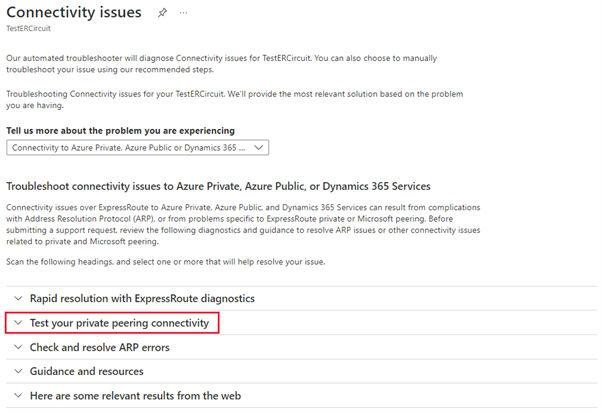 Connectivity issues
TestERCircuit
Our automated troubleshooter will diagnose Connectivity issues for TestERCircuit. You can also choose to manually
troubleshoot your issue using our recommended steps.
Troubleshooting Connectivity issues for your TestERCircuit. We'll provide the most relevant solution based on the problem
you are having.
Tell us more about the problem you are experiencing
Connectivity to Azure Private, Azure Public or Dynamics 365 ...
Troubleshoot connectivity issues to Azure Private, Azure Public, or Dynamics 365 Services
Connectivity issues over ExpressRoute to Azure Private, Azure Public, and Dynamics 365 Services can result from complications
with Address Resolution Protocol (ARP), or from problems specific to ExpressRoute private or Microsoft peering. Before
submitting a support request, review the following diagnostics and guidance to resolve ARP issues or other connectivity issues
related to private and Microsoft peering.
Scan the following headings, and select one or more that will help resolve your issue.
Rapid resolution with ExpressRoute diagnostics
Test your private peering connectivity
Check and resolve ARP errors
Guidance and resources
Here are some relevant results from the web